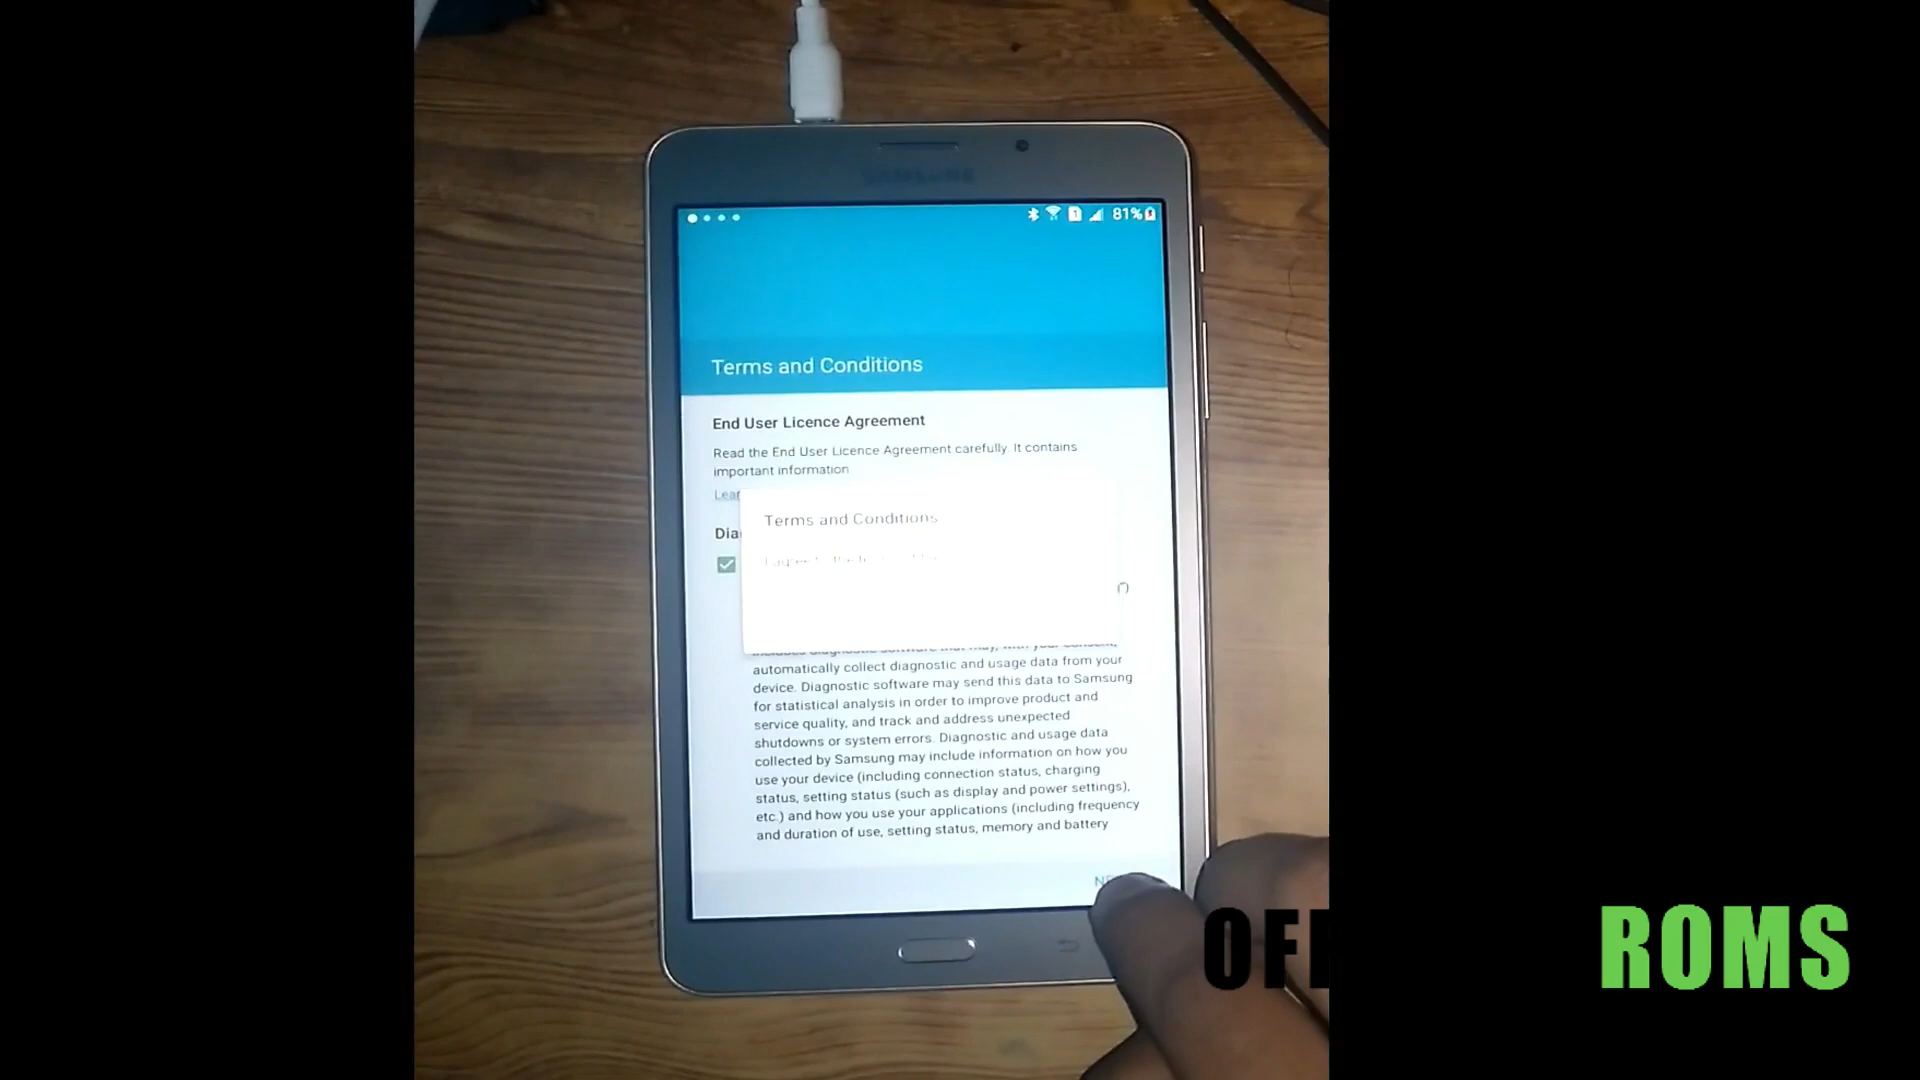 SAMSUNG
81%
Terms and Conditions
End User Licence Agreement
Read the End User Licence Agreement carefully. It contains
important information
Lear
Terms and Conditions
Dia
I agree to the
automatically collect diagnostic and usage data from your
device. Diagnostic software may send this data to Samsung
for statistical analysis in order to improve product and
service quality, and track and address unexpected
shutdowns or system errors. Diagnostic and usage data
collected by Samsung may include information on how you
use your device (including connection status, charging
status, setting status (such as display and power settings),
etc.) and how you use your applications (including frequency
and duration of use, setting status, memory and battery
ROMS